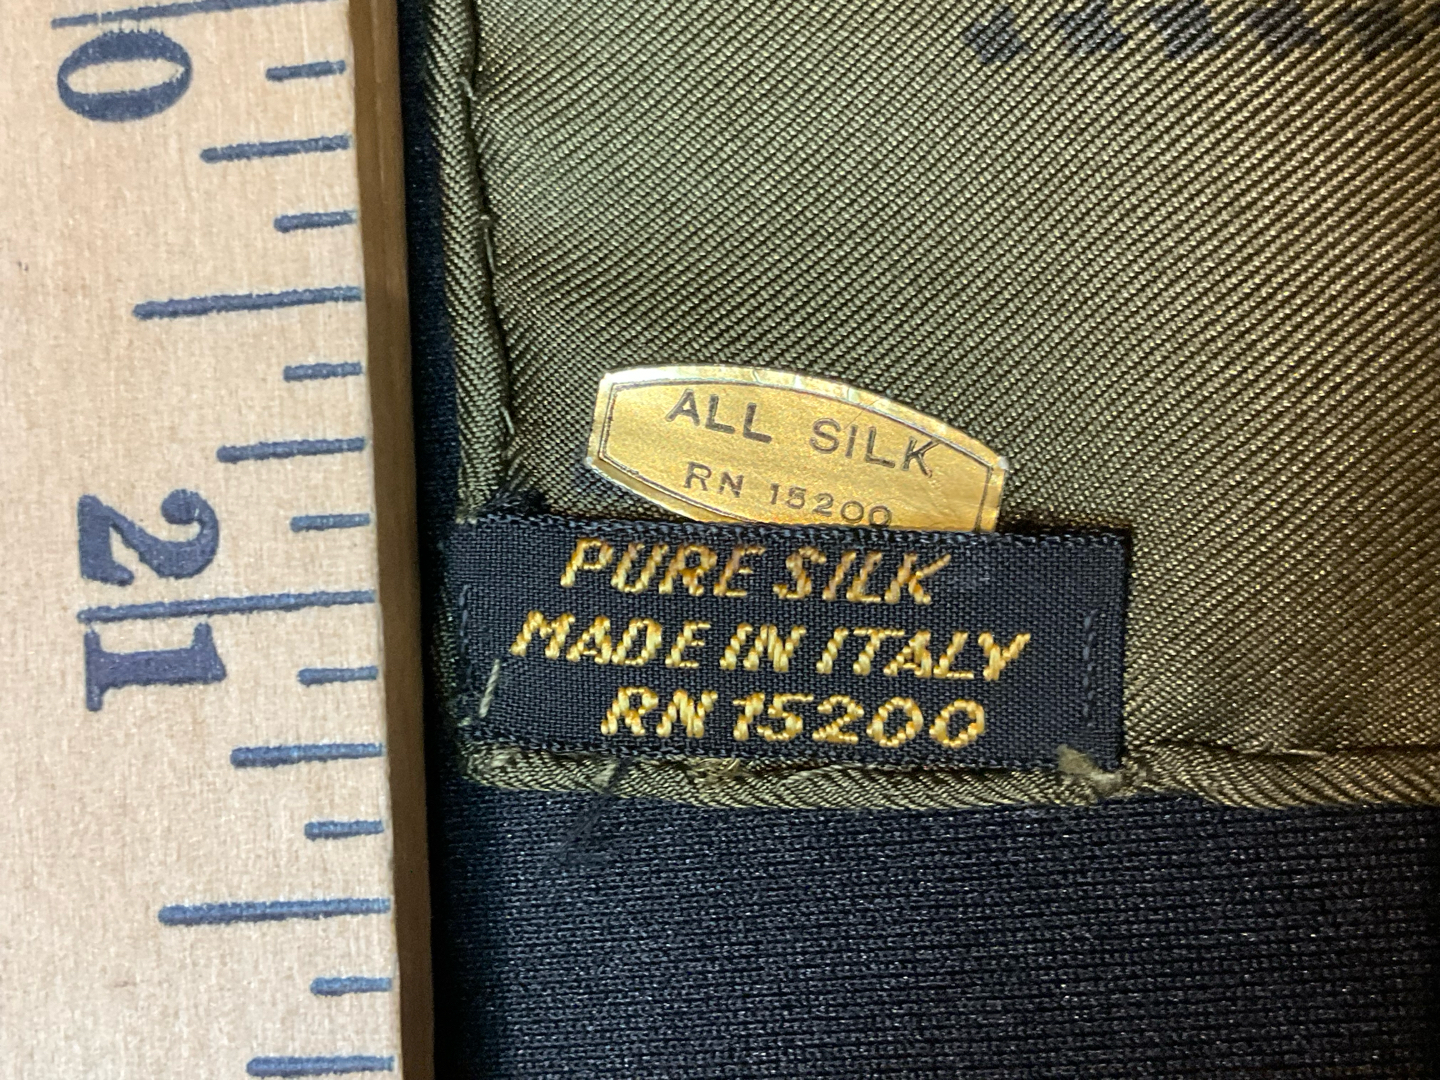 0
21
ALL SILK
RN 15200
PURE SILK
MADE IN ITALY
RN 15200